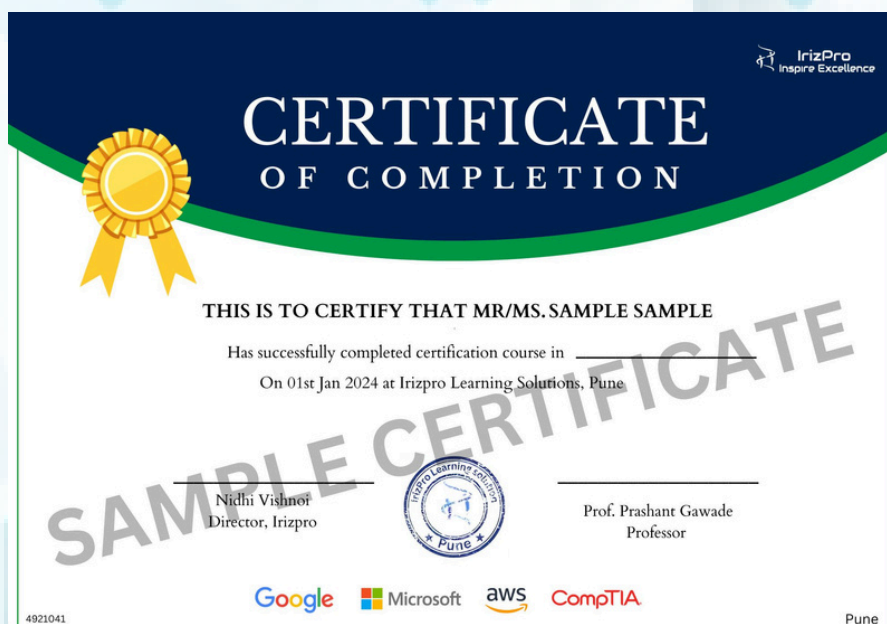 IrizPro
Inspire Excellence
CERTIFICATE
OF COMPLETION
THIS IS TO CERTIFY THAT MR/MS. SAMPLE SAMPLE
Has successfully completed certification course in
On 01st Jan 2024 at Irizpro Learning Solutions, Pune
SAMPLE CERTIFICATE
Nidhi Vishnoi
Director, Irizpro
IrizPro Learning solution
★ Pune ★
Prof. Prashant Gawade
Professor
Google Microsoft aws CompTIA
4921041
Pune